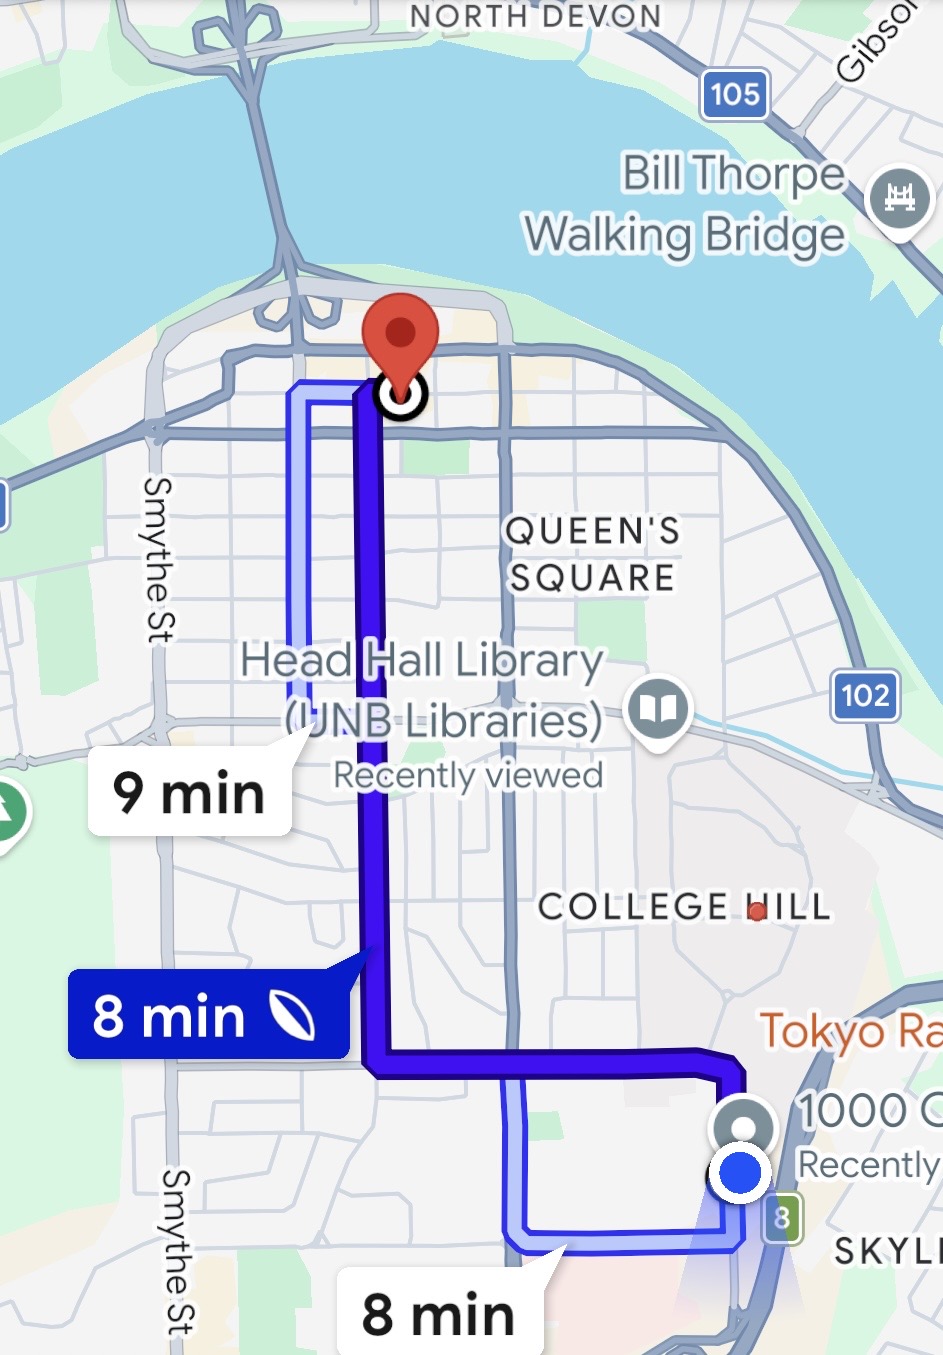 NORTH DEVON
Gibson
105
Bill Thorpe
Walking Bridge
Smythe St
QUEEN'S
SQUARE
Head Hall Library
(UNB Libraries)
Recently viewed
102
9 min
COLLEGE HILL
8 min
Tokyo Ra
1000 C
Recently
8
SKYL
Smythe St
8 min